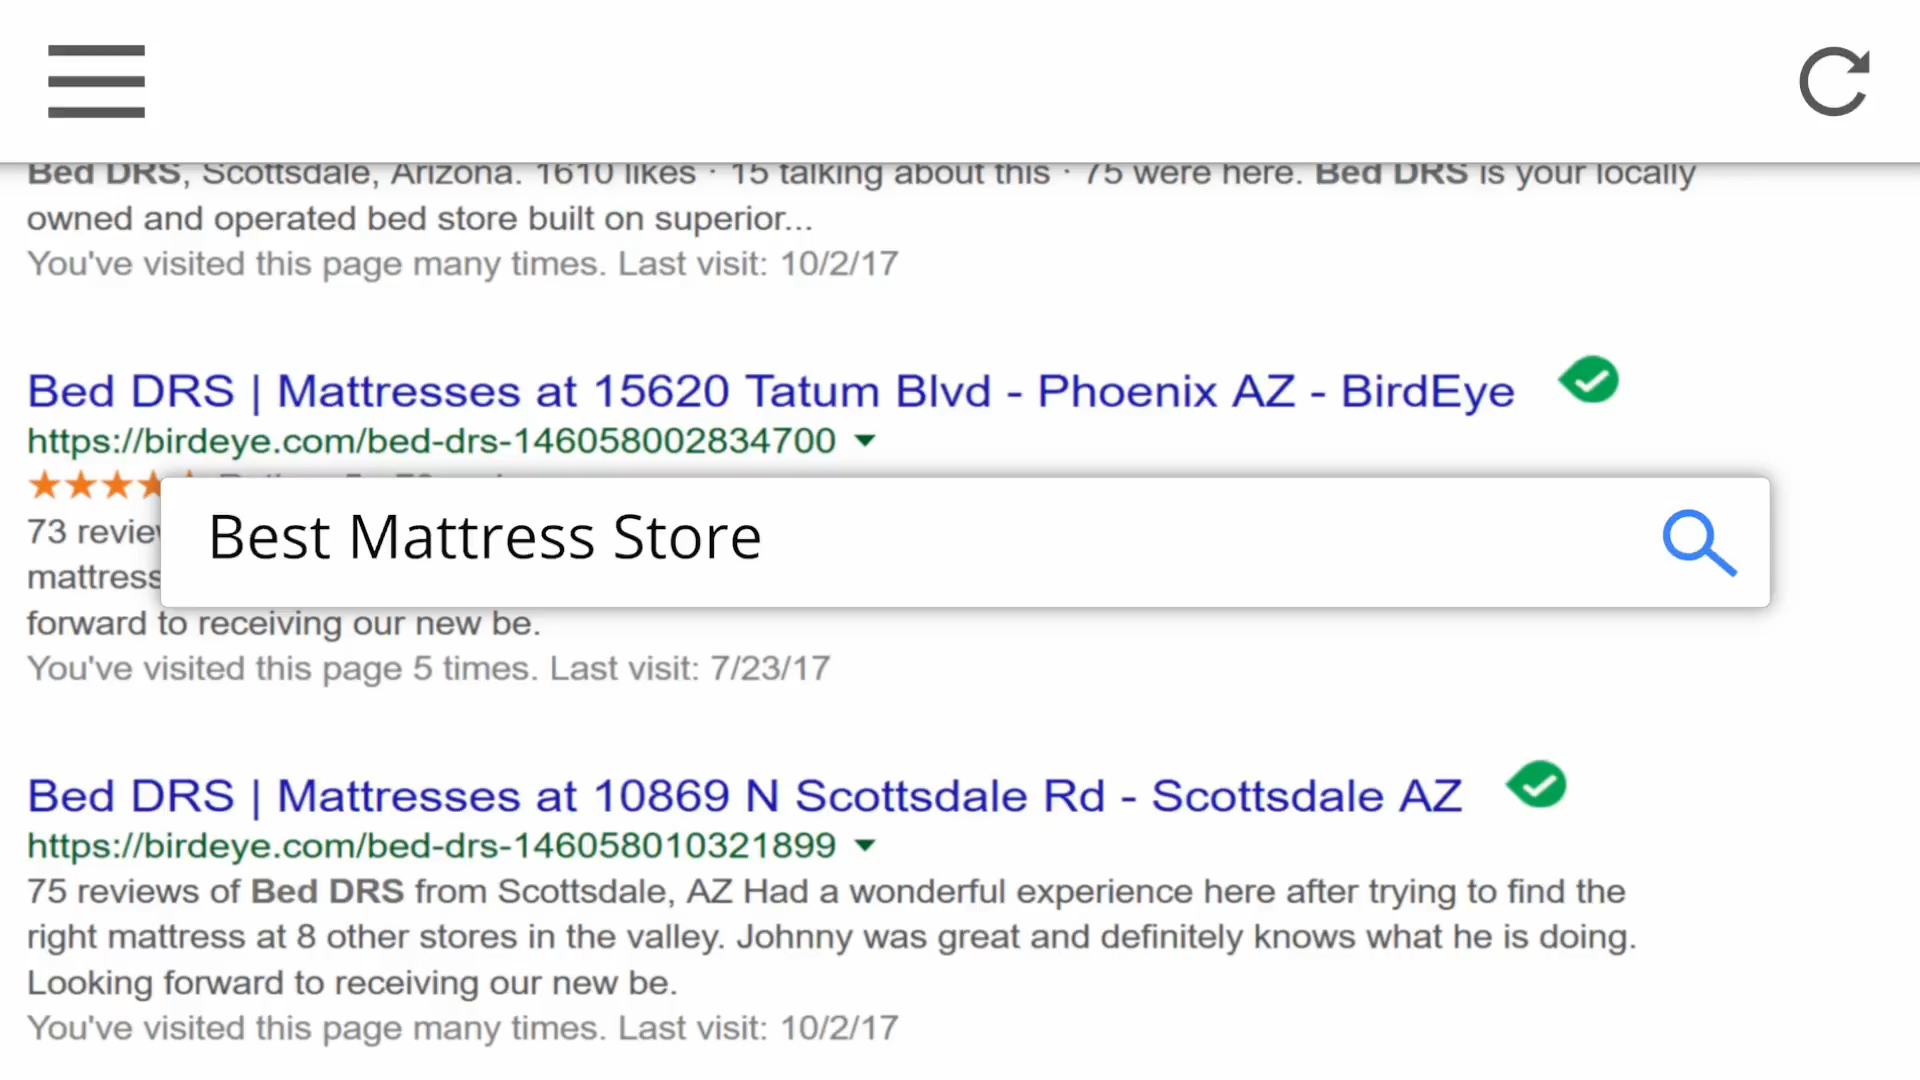 Bed DRS, Scottsdale, Arizona. 1610 likes · 15 talking about this · 75 were here. Bed DRS is your locally
owned and operated bed store built on superior...
You've visited this page many times. Last visit: 10/2/17
Bed DRS | Mattresses at 15620 Tatum Blvd - Phoenix AZ - BirdEye
https://birdeye.com/bed-drs-146058002834700
73
Best Mattress Store
mattress
forward to receiving our new be.
You've visited this page 5 times. Last visit: 7/23/17
Bed DRS | Mattresses at 10869 N Scottsdale Rd - Scottsdale AZ
https://birdeye.com/bed-drs-146058010321899
75 reviews of Bed DRS from Scottsdale, AZ Had a wonderful experience here after trying to find the
right mattress at 8 other stores in the valley. Johnny was great and definitely knows what he is doing.
Looking forward to receiving our new be.
You've visited this page many times. Last visit: 10/2/17